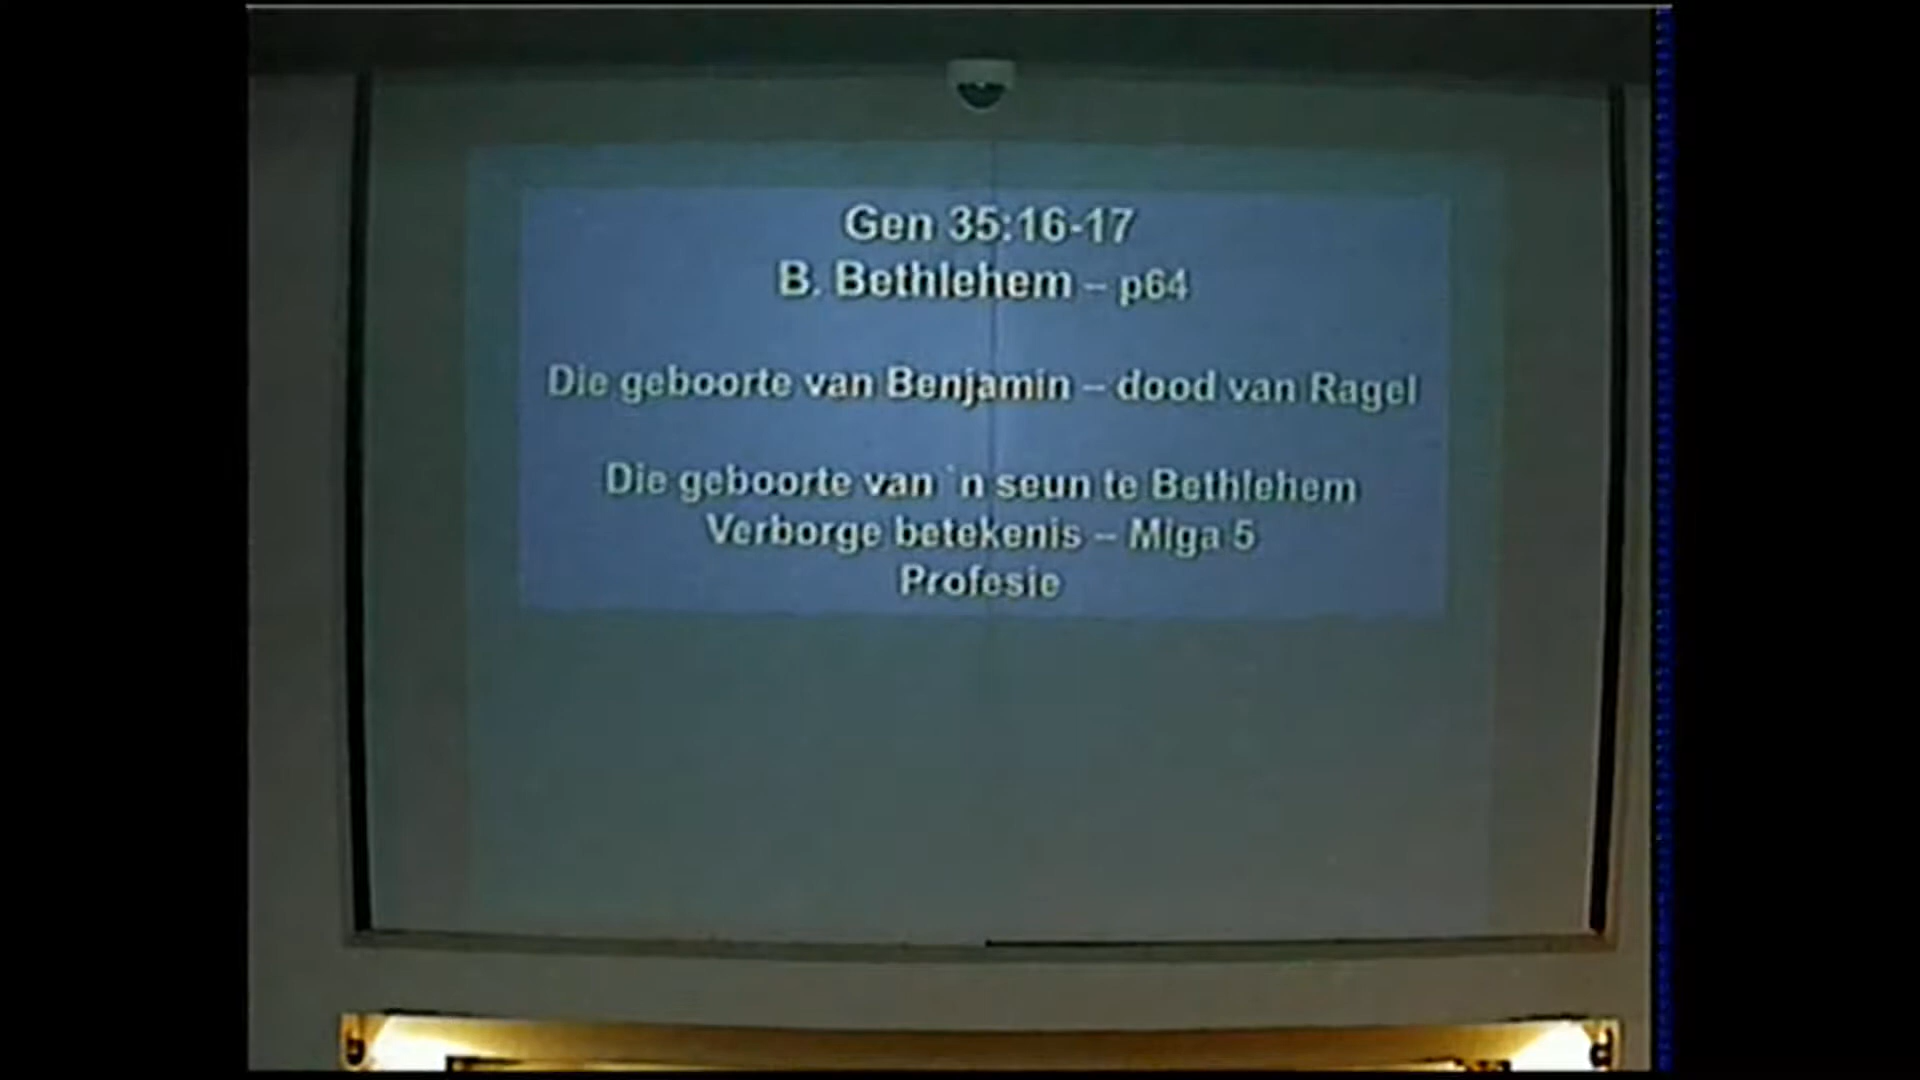 Gen 35:16-17
B. Bethlehem – p64
Die geboorte van Benjamin – dood van Ragel
Die geboorte van `n seun te Bethlehem
Verborge betekenis – Miga 5
Profesie